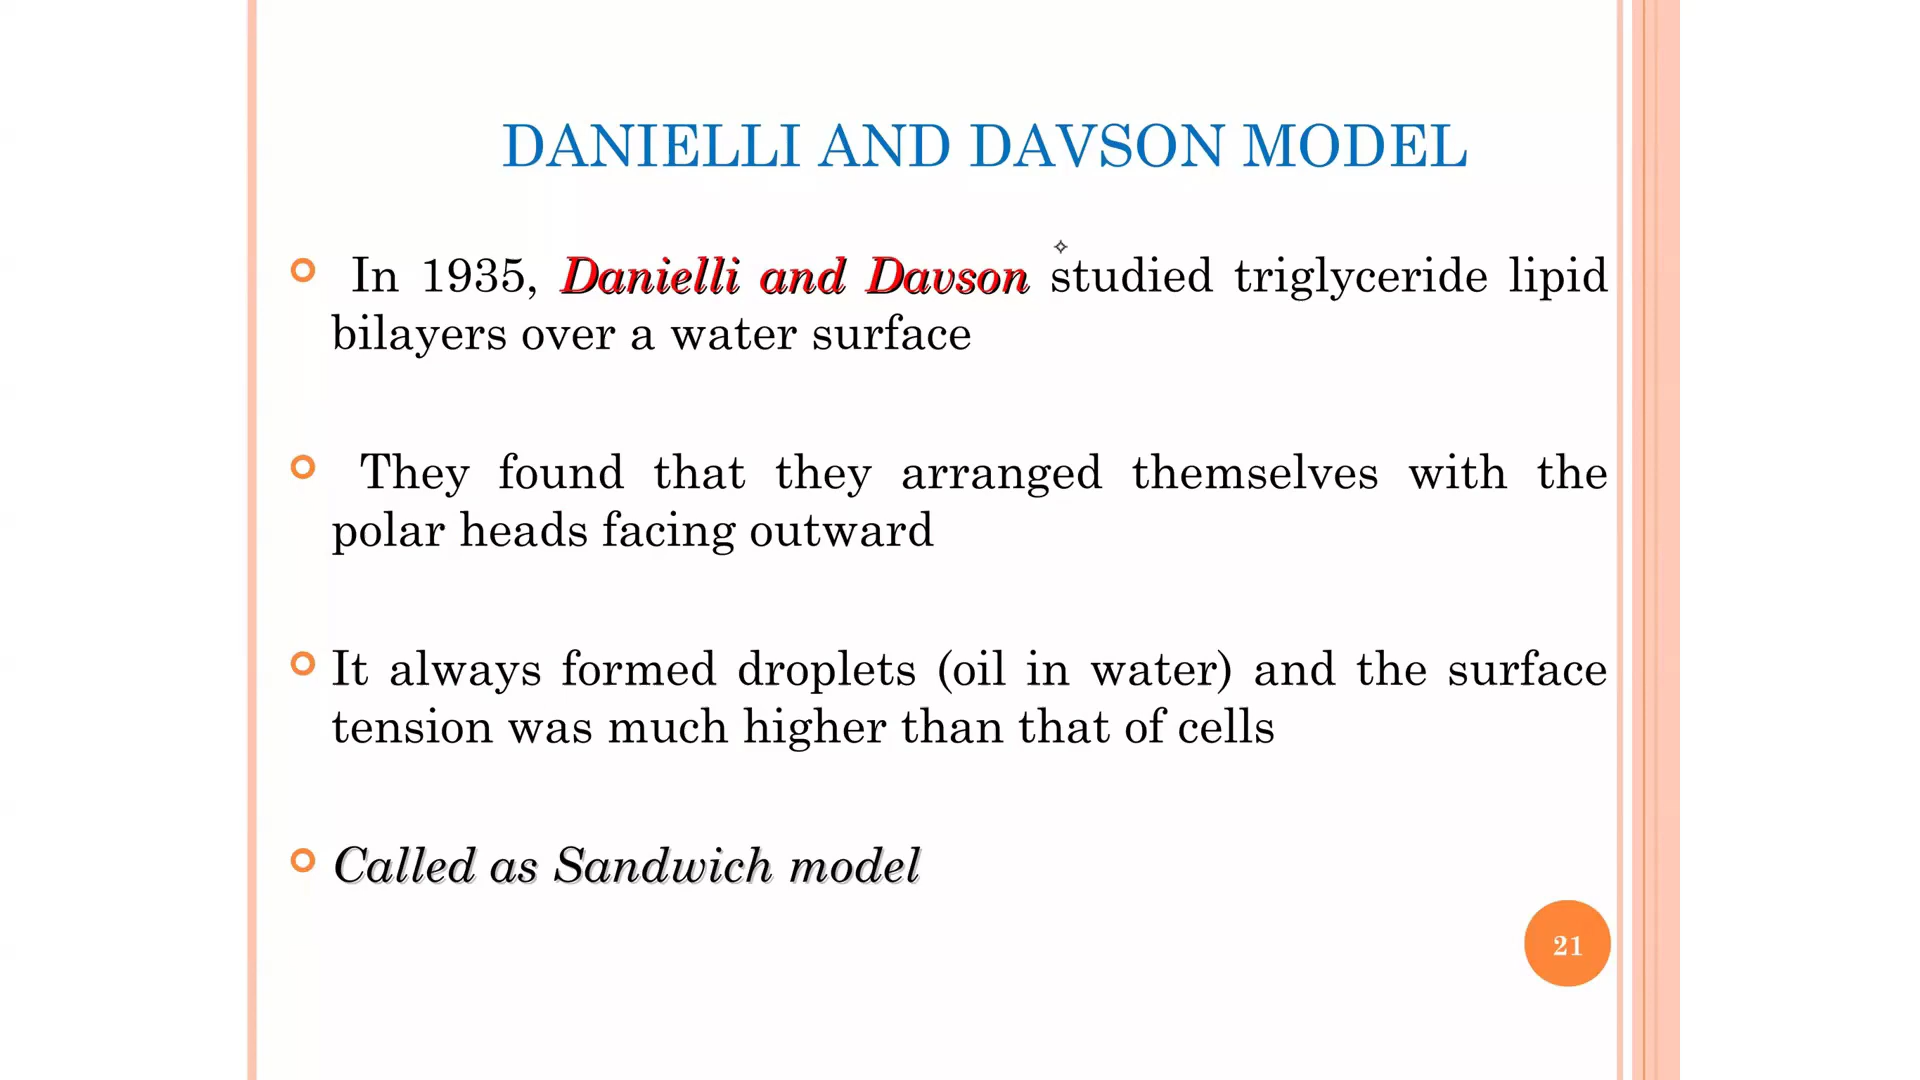 DANIELLI AND DAVSON MODEL
In 1935, Danielli and Davson studied triglyceride lipid
bilayers over a water surface
They found that they arranged themselves with the
polar heads facing outward
It always formed droplets (oil in water) and the surface
tension was much higher than that of cells
Called as Sandwich model
21